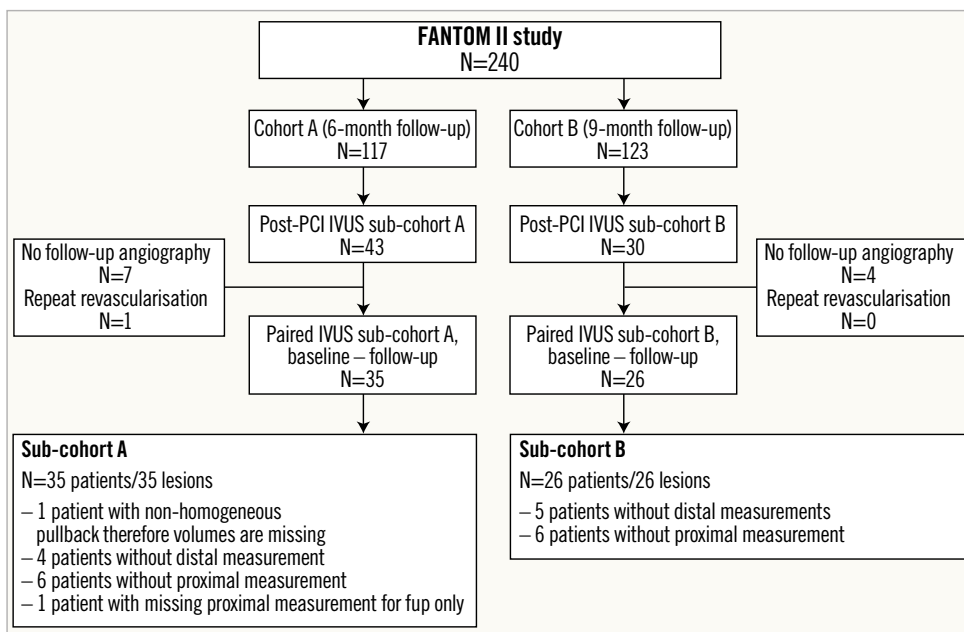 FANTOM II study
N=240
Cohort A (6-month follow-up)
N=117
Cohort B (9-month follow-up)
N=123
Post-PCI IVUS sub-cohort A
N=43
Post-PCI IVUS sub-cohort B
N=30
No follow-up angiography
N=7
Repeat revascularisation
N=1
No follow-up angiography
N=4
Repeat revascularisation
N=0
Paired IVUS sub-cohort A,
baseline – follow-up
N=35
Paired IVUS sub-cohort B,
baseline – follow-up
N=26
Sub-cohort A
N=35 patients/35 lesions
– 1 patient with non-homogeneous
pullback therefore volumes are missing
– 4 patients without distal measurement
– 6 patients without proximal measurement
– 1 patient with missing proximal measurement for fup only
Sub-cohort B
N=26 patients/26 lesions
– 5 patients without distal measurements
– 6 patients without proximal measurement